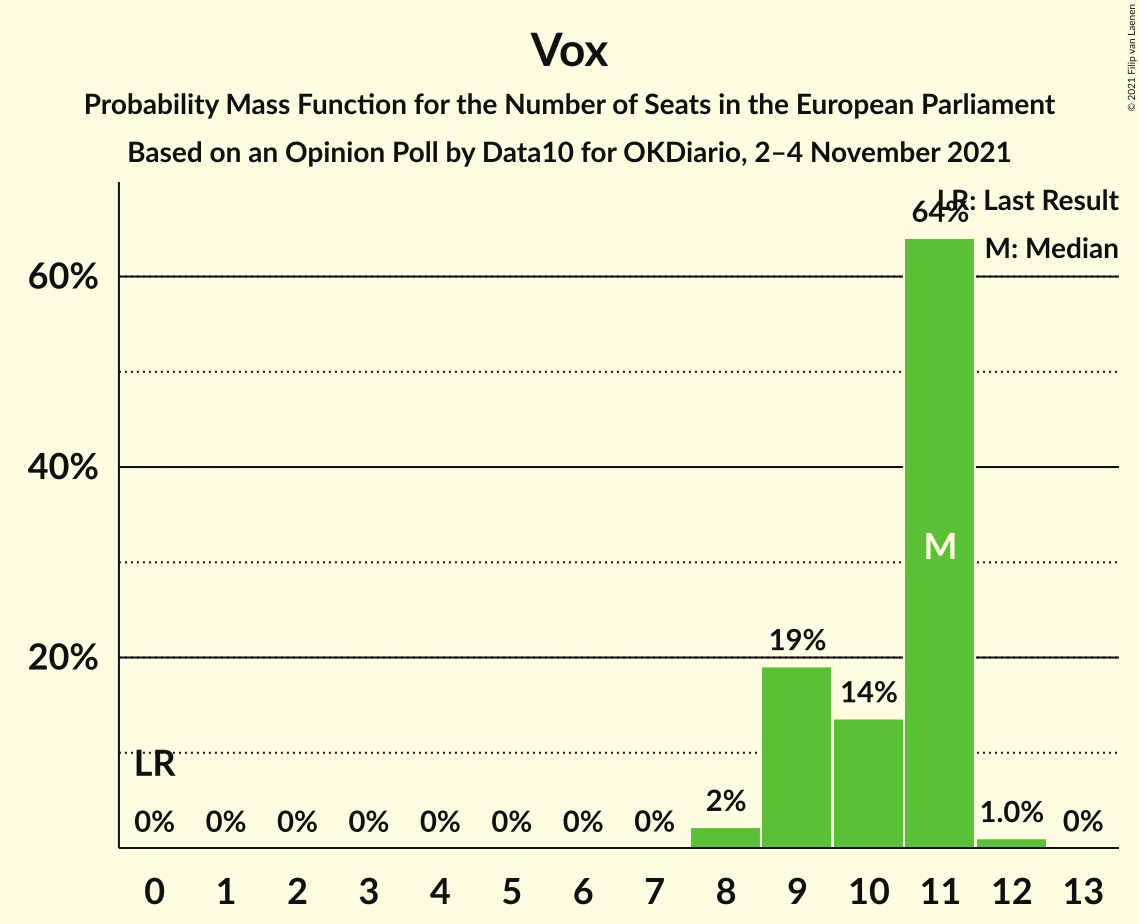 Vox
Probability Mass Function for the Number of Seats in the European Parliament
Based on an Opinion Poll by Data10 for OKDiario, 2–4 November 2021
© 2021 Filip van Laenen
LR: Last Result
M: Median
60%
40%
20%
64%
M
19%
14%
LR
2%
1.0%
0% 0% 0% 0% 0% 0% 0% 0% 0%
0 1 2 3 4 5 6 7 8 9 10 11 12 13